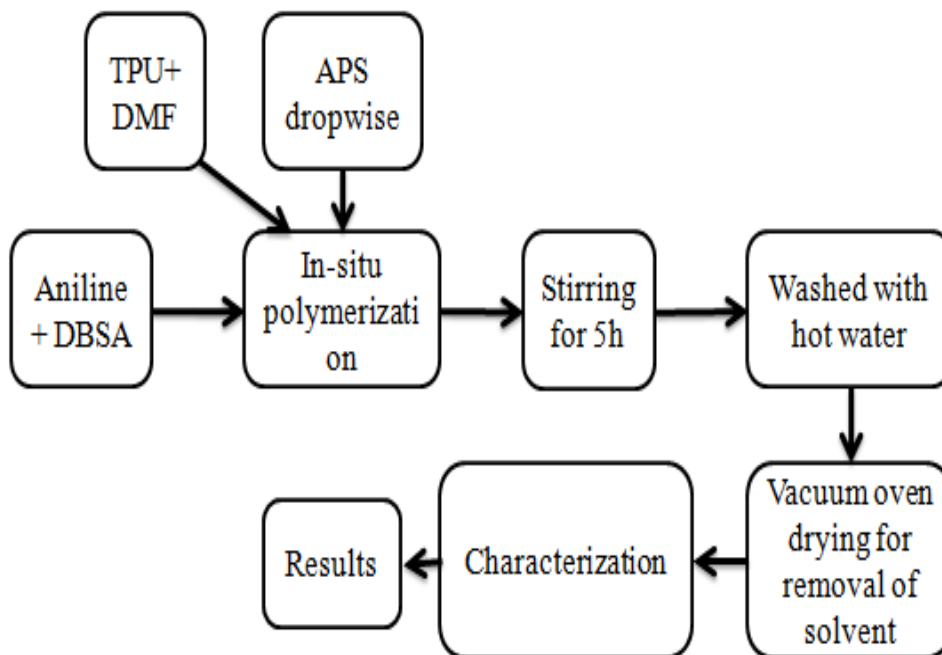 TPU+
DMF
APS
dropwise
Aniline
+ DBSA
In-situ
polymerizati
on
Stirring
for 5h
Washed with
hot water
Vacuum oven
drying for
removal of
solvent
Characterization
Results